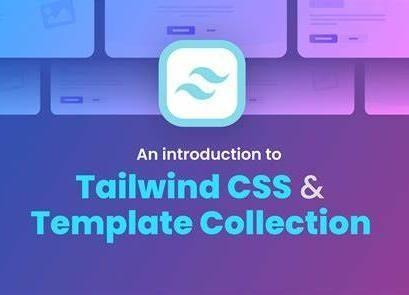 An introduction to
Tailwind CSS &
Template Collection